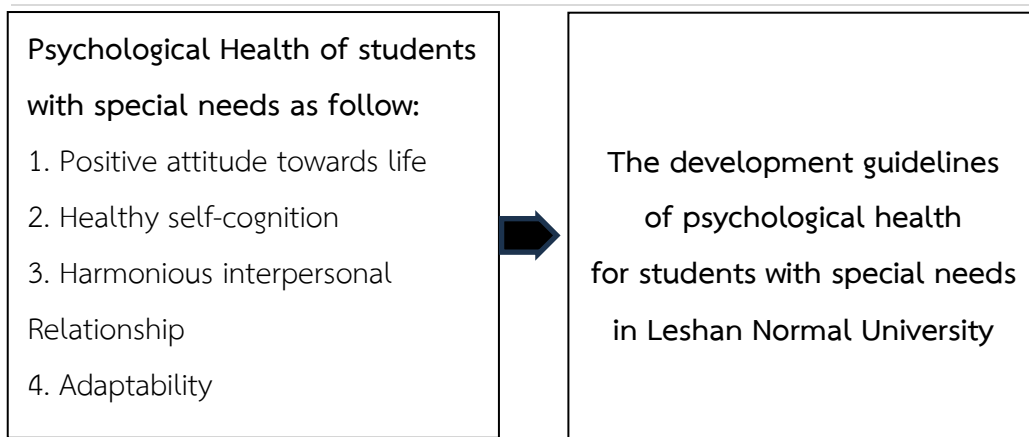 Psychological Health of students
with special needs as follow:
1. Positive attitude towards life
2. Healthy self-cognition
3. Harmonious interpersonal
Relationship
4. Adaptability
The development guidelines
of psychological health
for students with special needs
in Leshan Normal University